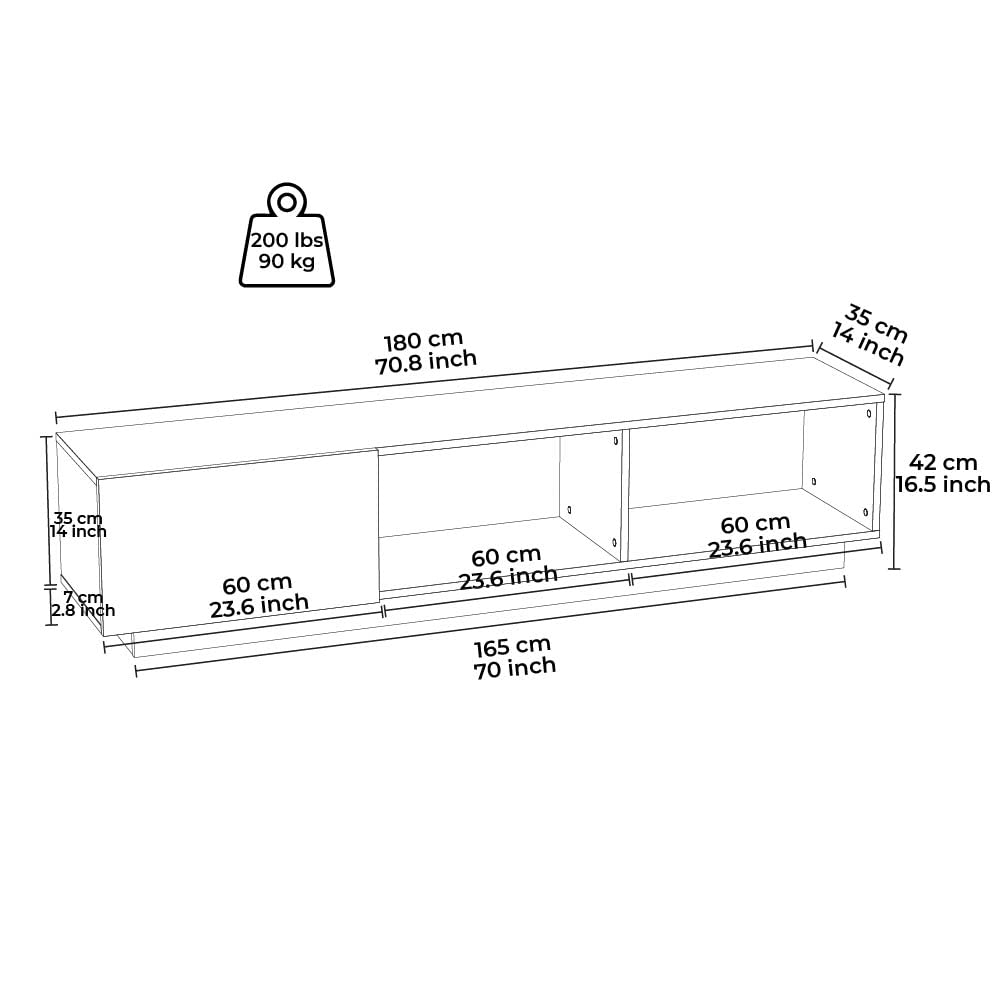 200 lbs
90 kg
180 cm
70.8 inch
35 cm
14 inch
42 cm
16.5 inch
35 cm
14 inch
7 cm
2.8 inch
60 cm
23.6 inch
60 cm
23.6 inch
60 cm
23.6 inch
165 cm
70 inch